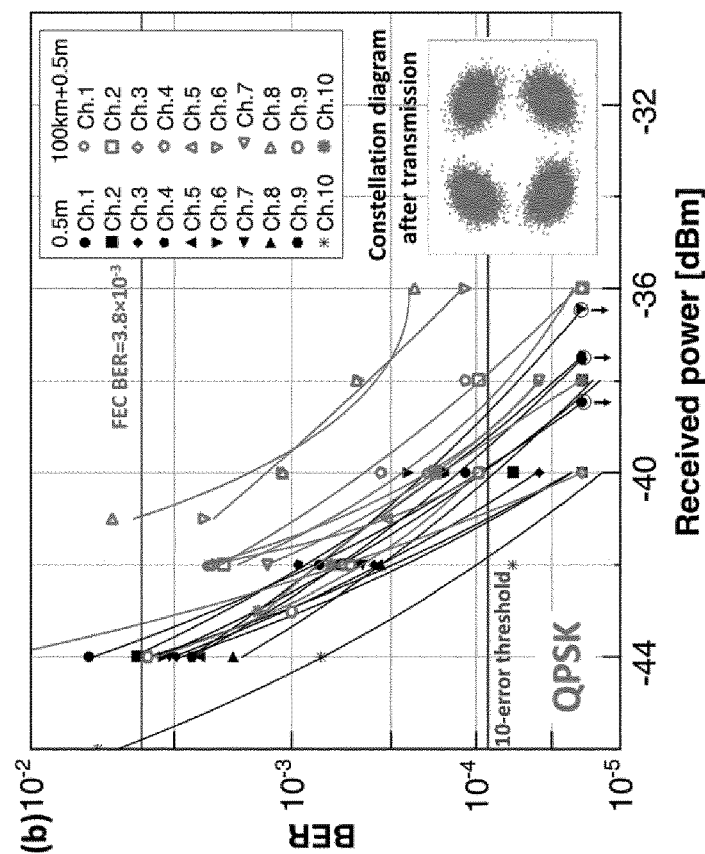 (b)
BER
10⁻²
10⁻³
10⁻⁴
10⁻⁵
FEC BER=3.8×10⁻³
10-error threshold
QPSK
0.5m 100km+0.5m
Ch.1 Ch.1
Ch.2 Ch.2
Ch.3 Ch.3
Ch.4 Ch.4
Ch.5 Ch.5
Ch.6 Ch.6
Ch.7 Ch.7
Ch.8 Ch.8
Ch.9 Ch.9
Ch.10 Ch.10
Constellation diagram
after transmission
-44 -40 -36 -32
Received power [dBm]